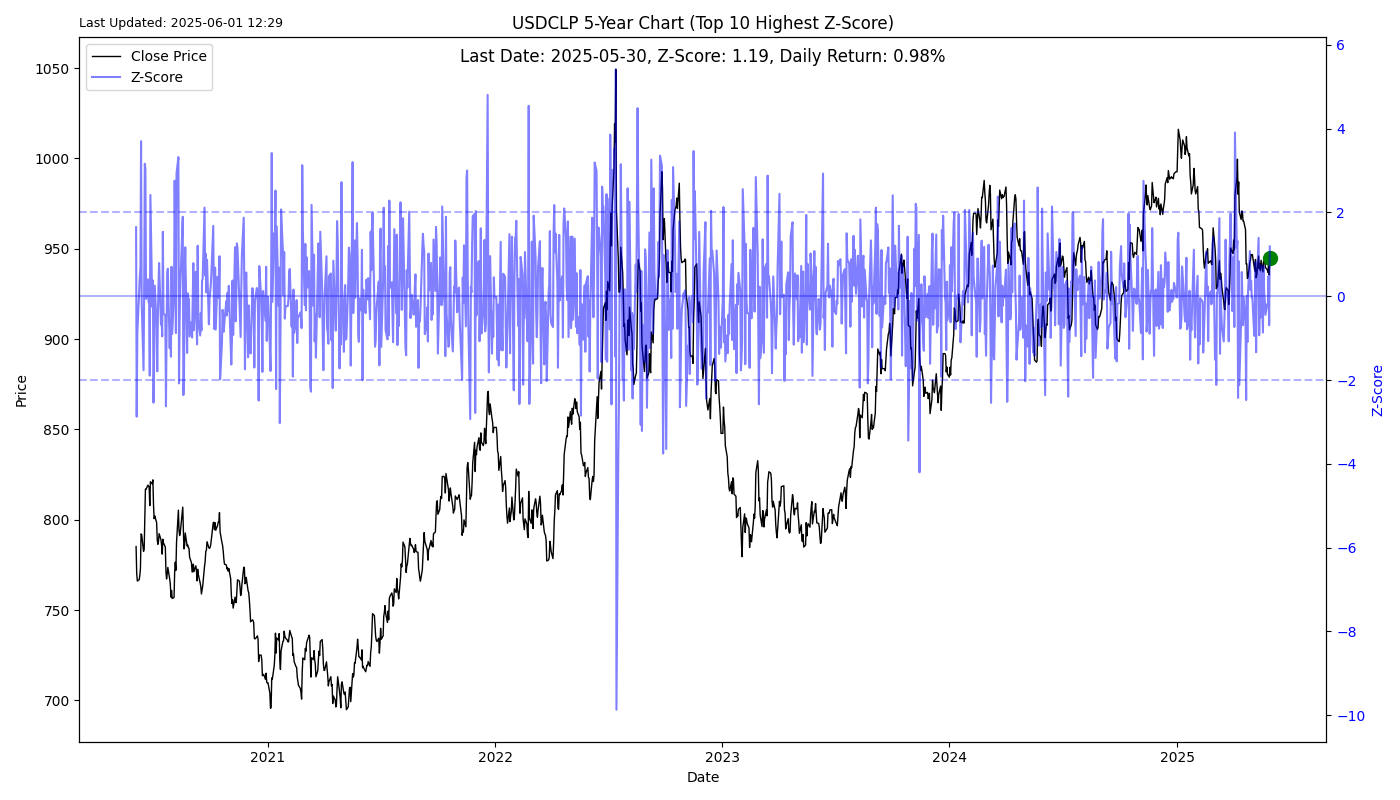 Last Updated: 2025-06-01 12:29
USDCLP 5-Year Chart (Top 10 Highest Z-Score)
Last Date: 2025-05-30, Z-Score: 1.19, Daily Return: 0.98%
Close Price
Z-Score
Price
1050
1000
950
900
850
800
750
700
6
4
2
0
−2
−4
−6
−8
−10
Z-Score
2021
2022
2023
2024
2025
Date